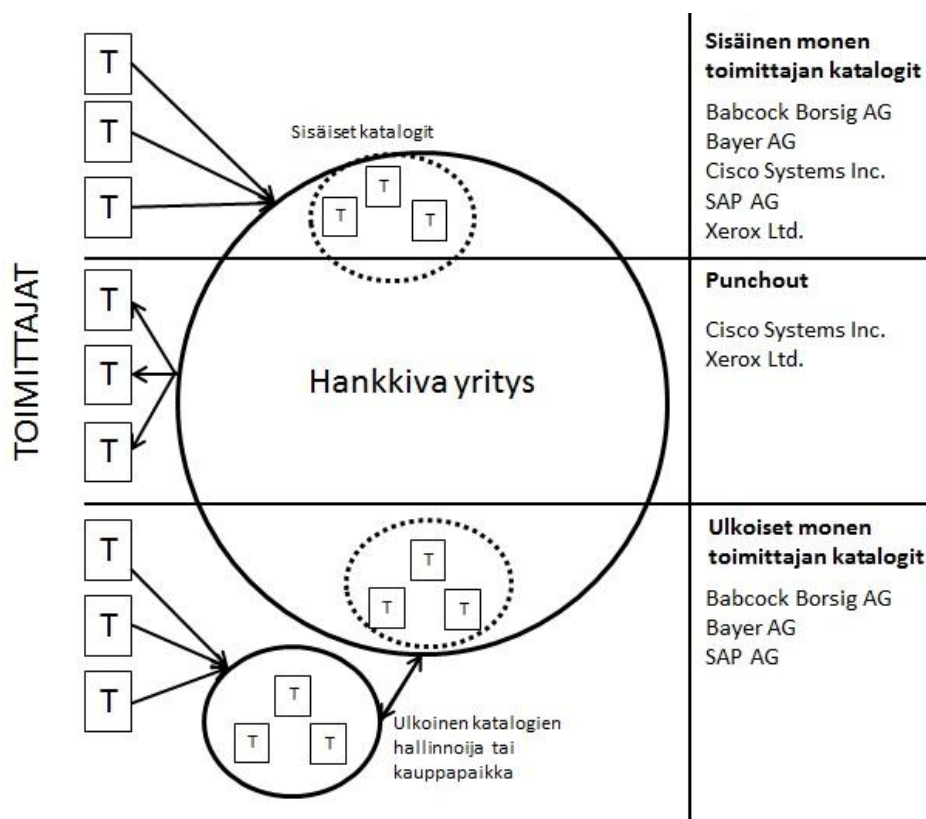 TOIMITTAJAT
T
T
T
Sisäiset katalogit
T
T
T
Sisäinen monen
toimittajan katalogit
Babcock Borsig AG
Bayer AG
Cisco Systems Inc.
SAP AG
Xerox Ltd.
T
T
T
Hankkiva yritys
Punchout
Cisco Systems Inc.
Xerox Ltd.
T
T
T
T
T
T
T
T
T
Ulkoinen katalogien
hallinnoija tai
kauppapaikka
Ulkoiset monen
toimittajan katalogit
Babcock Borsig AG
Bayer AG
SAP AG